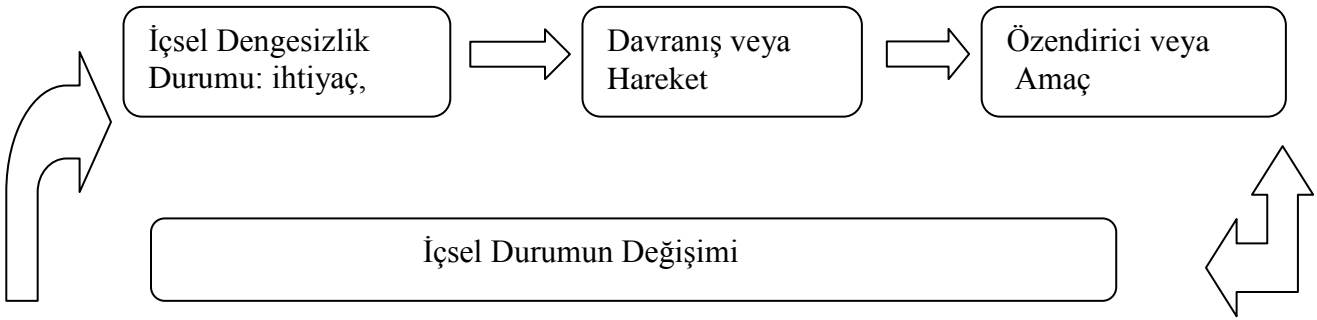 İçsel Dengesizlik
Durumu: ihtiyaç,
Davranış veya
Hareket
Özendirici veya
Amaç
İçsel Durumun Değişimi